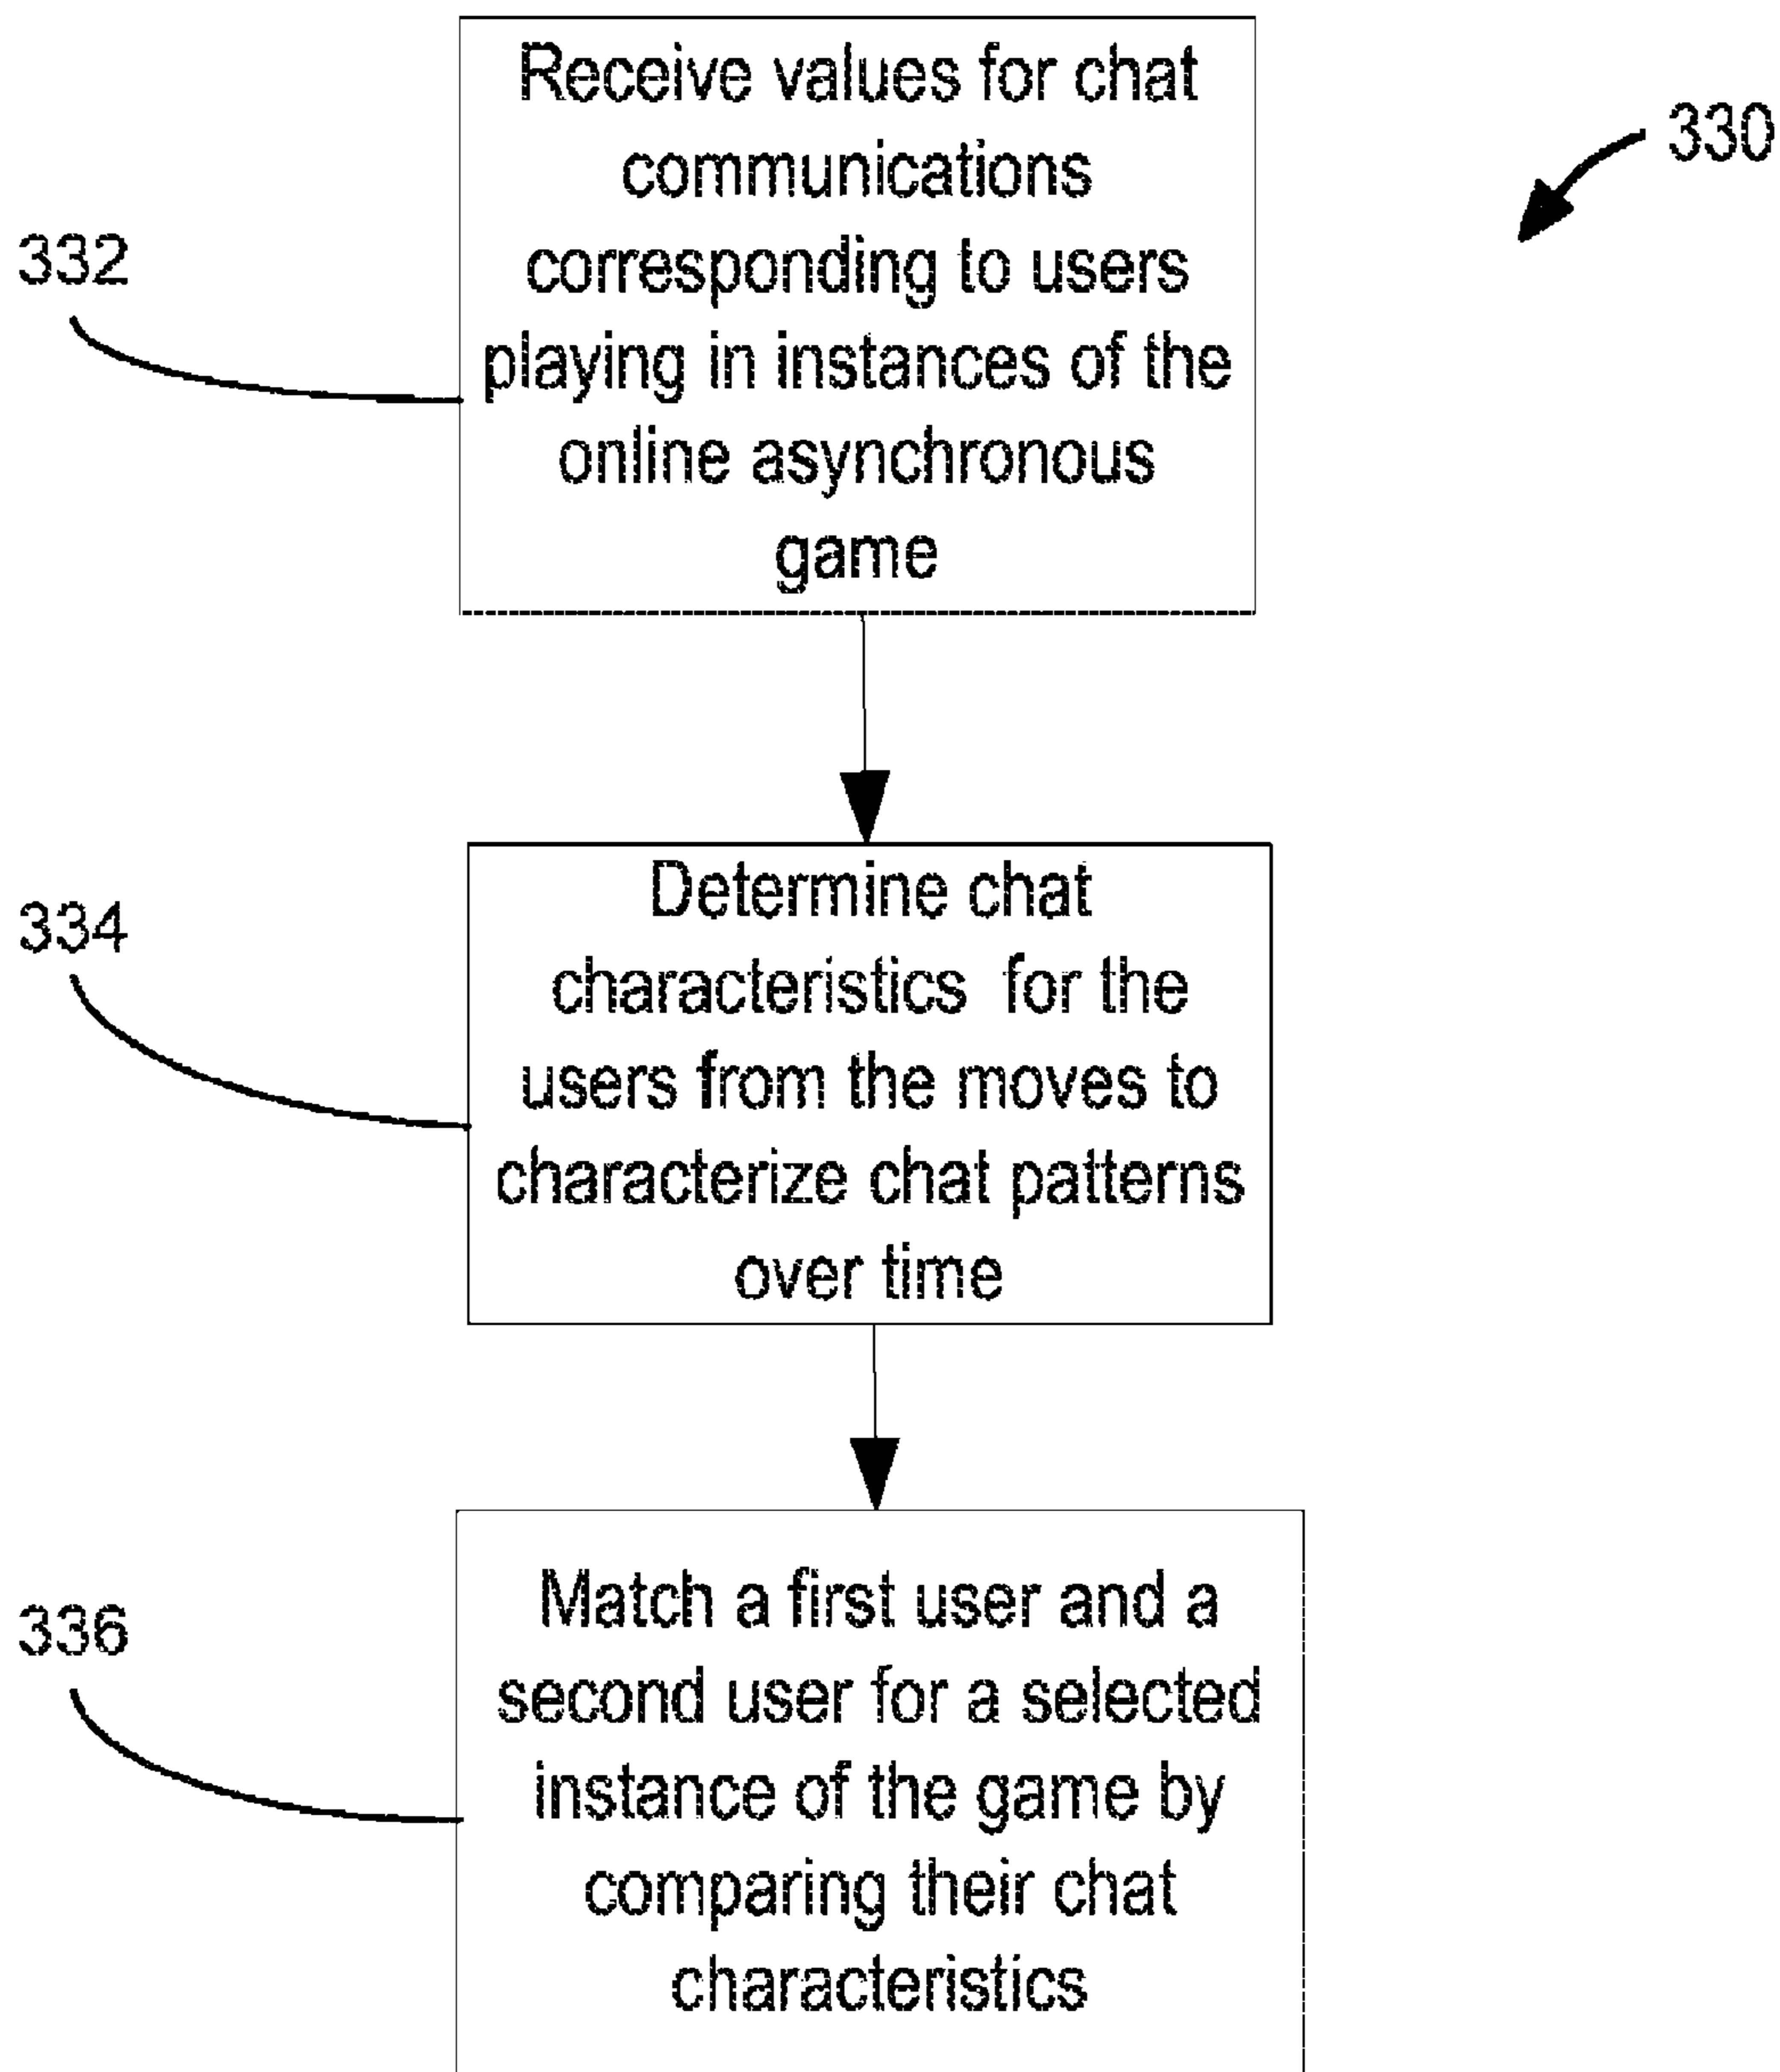 Receive values for chat
communications
corresponding to users
playing in instances of the
online asynchronous
game
330
332
Determine chat
characteristics for the
users from the moves to
characterize chat patterns
over time
334
Match a first user and a
second user for a selected
instance of the game by
comparing their chat
characteristics
336